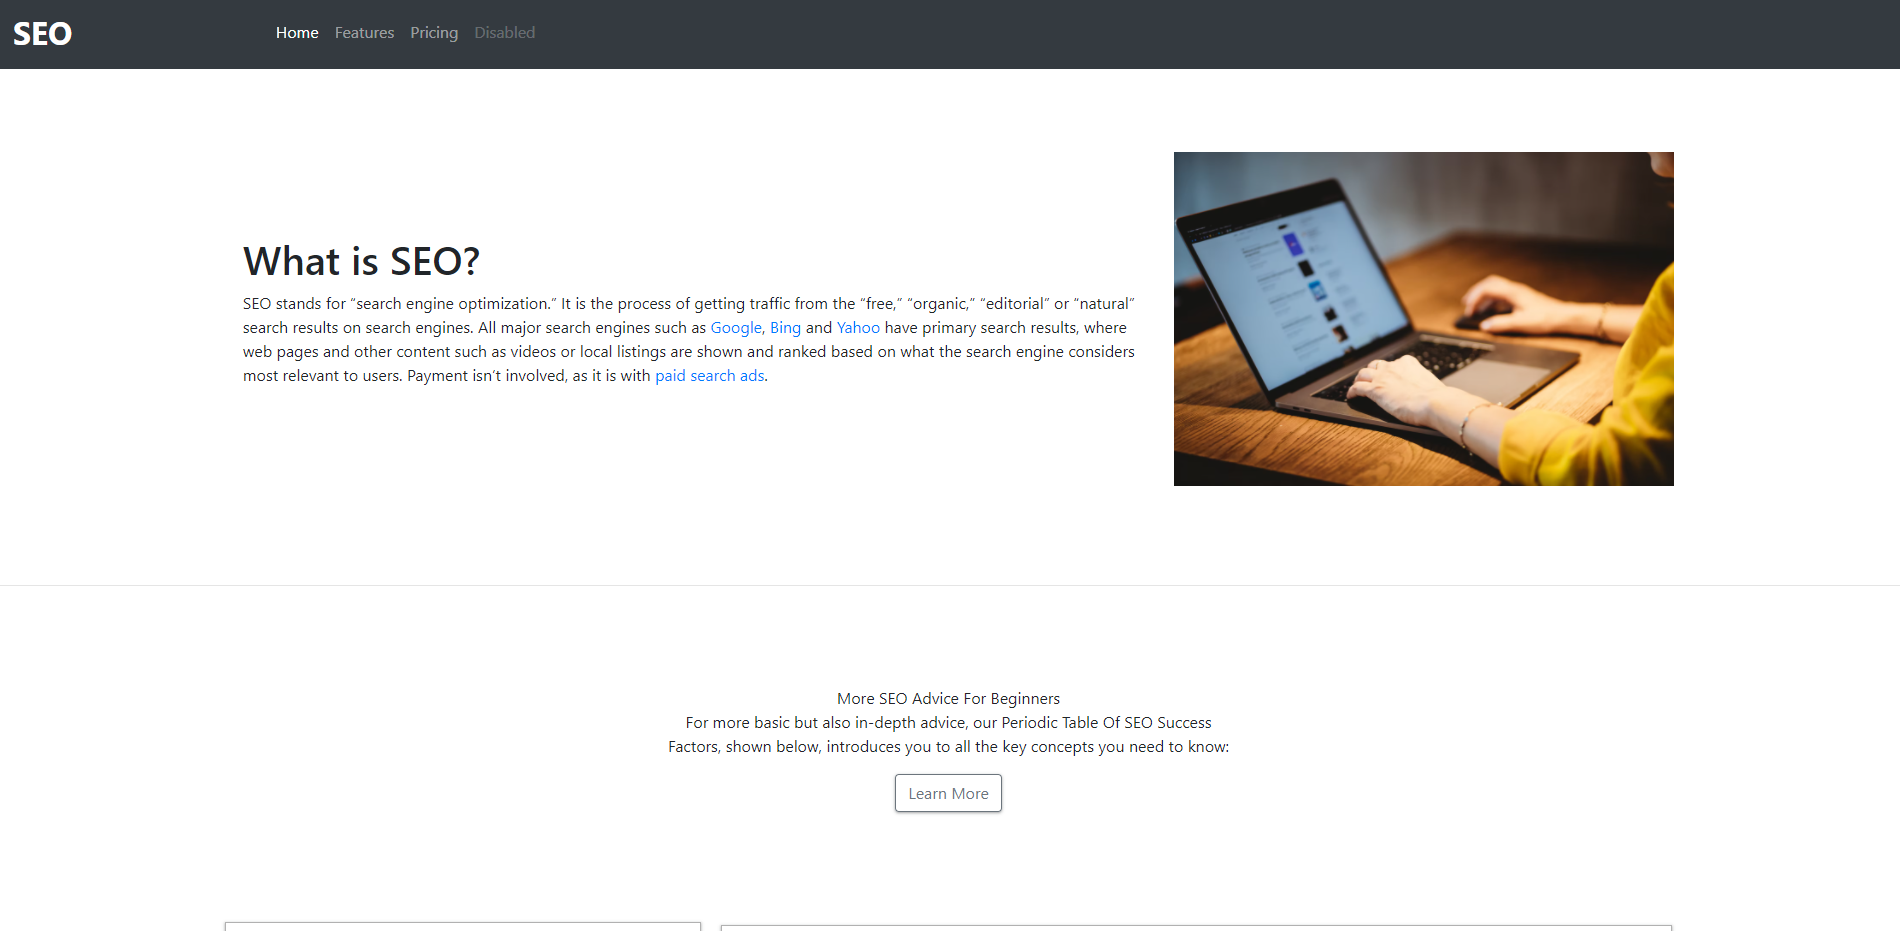 SEO
Home Features Pricing Disabled
What is SEO?
SEO stands for “search engine optimization.” It is the process of getting traffic from the “free,” “organic,” “editorial” or “natural”
search results on search engines. All major search engines such as Google, Bing and Yahoo have primary search results, where
web pages and other content such as videos or local listings are shown and ranked based on what the search engine considers
most relevant to users. Payment isn’t involved, as it is with paid search ads.
More SEO Advice For Beginners
For more basic but also in-depth advice, our Periodic Table Of SEO Success
Factors, shown below, introduces you to all the key concepts you need to know:
Learn More